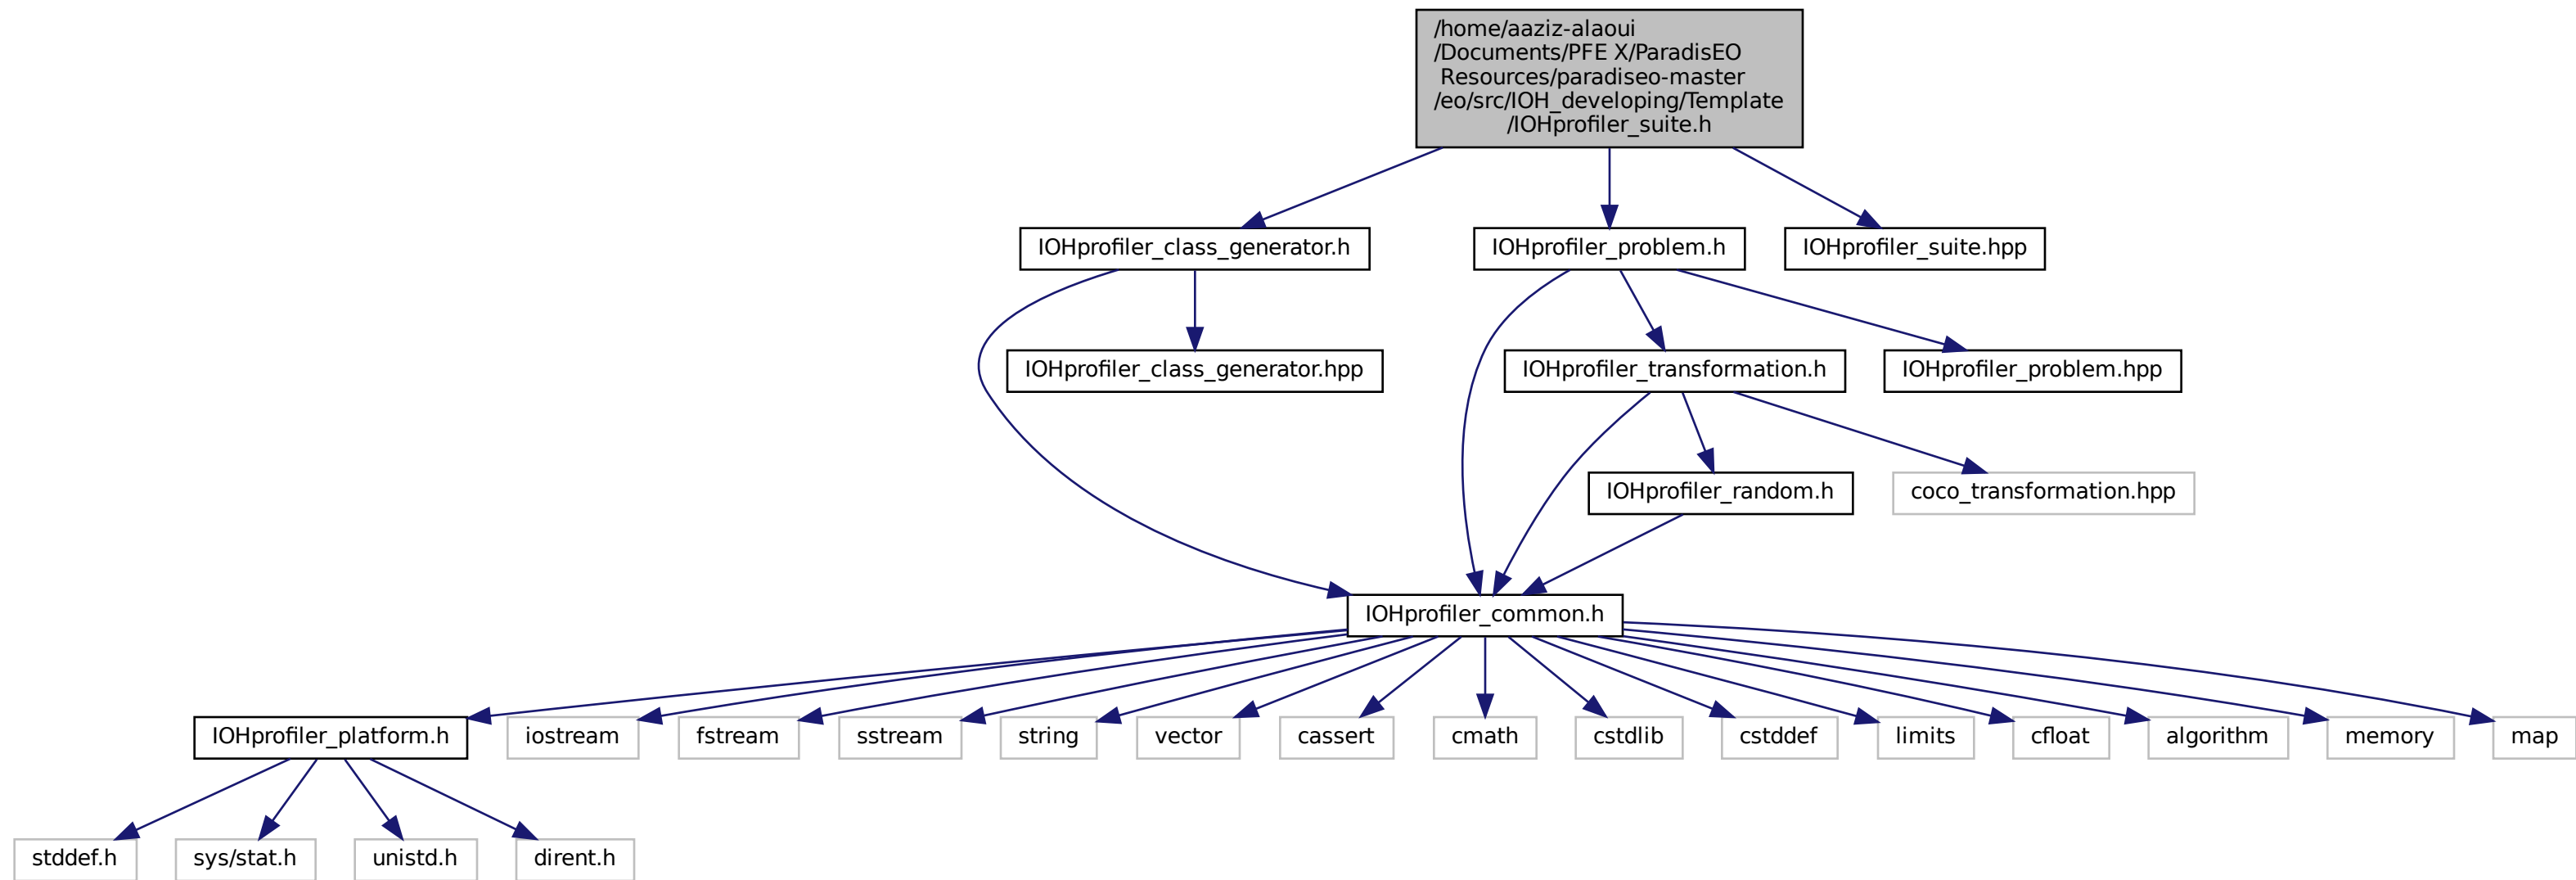 /home/aaziz-alaoui
/Documents/PFE X/ParadisEO
Resources/paradiseo-master
/eo/src/IOH_developing/Template
/IOHprofiler_suite.h
IOHprofiler_class_generator.h
IOHprofiler_problem.h
IOHprofiler_suite.hpp
IOHprofiler_class_generator.hpp
IOHprofiler_transformation.h
IOHprofiler_problem.hpp
IOHprofiler_random.h
coco_transformation.hpp
IOHprofiler_common.h
IOHprofiler_platform.h
iostream
fstream
sstream
string
vector
cassert
cmath
cstdlib
cstddef
limits
cfloat
algorithm
memory
map
stddef.h
sys/stat.h
unistd.h
dirent.h